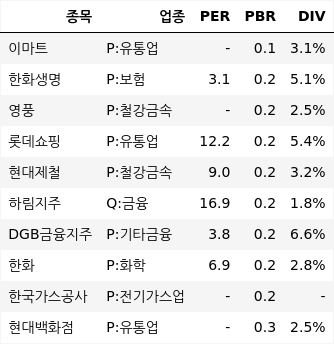 종목 업종 PER PBR DIV
이마트 P:유통업 - 0.1 3.1%
한화생명 P:보험 3.1 0.2 5.1%
영풍 P:철강금속 - 0.2 2.5%
롯데쇼핑 P:유통업 12.2 0.2 5.4%
현대제철 P:철강금속 9.0 0.2 3.2%
하림지주 Q:금융 16.9 0.2 1.8%
DGB금융지주 P:기타금융 3.8 0.2 6.6%
한화 P:화학 6.9 0.2 2.8%
한국가스공사 P:전기가스업 - 0.2 -
현대백화점 P:유통업 - 0.3 2.5%